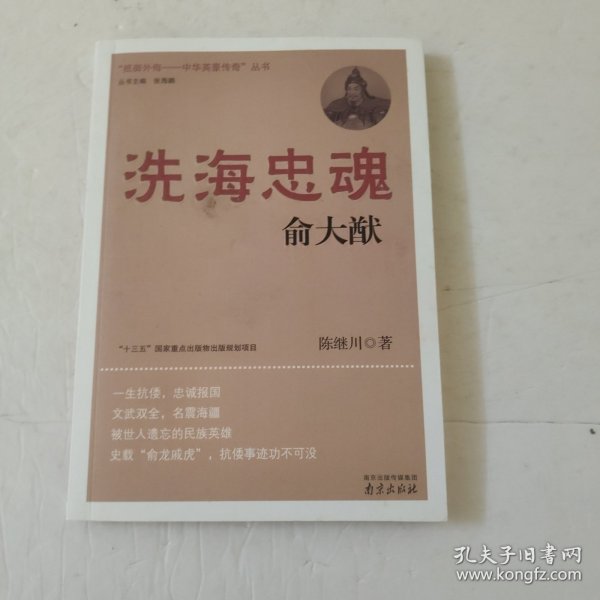 “抵御外侮——中华英豪传奇”丛书
丛书主编 张海鹏
洗海忠魂
俞大猷
“十三五”国家重点出版物出版规划项目
陈继川◎著
一生抗倭，忠诚报国
文武双全，名震海疆
被世人遗忘的民族英雄
史载“俞龙戚虎”，抗倭事迹功不可没
南京出版传媒集团
南京出版社
孔夫子旧书网
www.kongfz.com